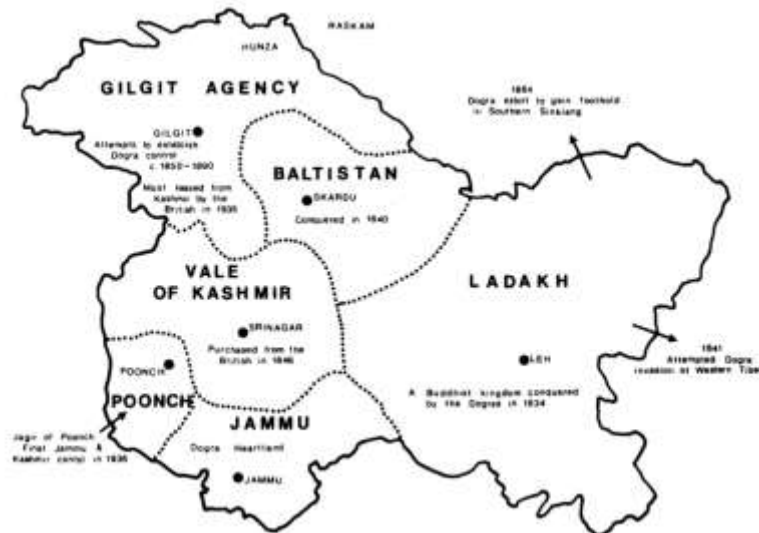 RASKAM
HUNZA
GILGIT AGENCY
GILGIT
Attempts to establish
Dogra control
c. 1850-1890
Most leased from
Kashmir by the
British in 1935
1864
Dogra effort to gain foothold
in Southern Sinkiang
BALTISTAN
SKARDU
Conquered in 1840
VALE
OF KASHMIR
SRINAGAR
Purchased from the
British in 1846
LADAKH
LEH
A Buddhist kingdom conquered
by the Dogras in 1834
1841
Attempted Dogra
invasion of Western Tibe
POONCH
POONCH
Jagir of Poonch
Final Jammu &
Kashmir control in 1936
JAMMU
Dogra Heartland
JAMMU